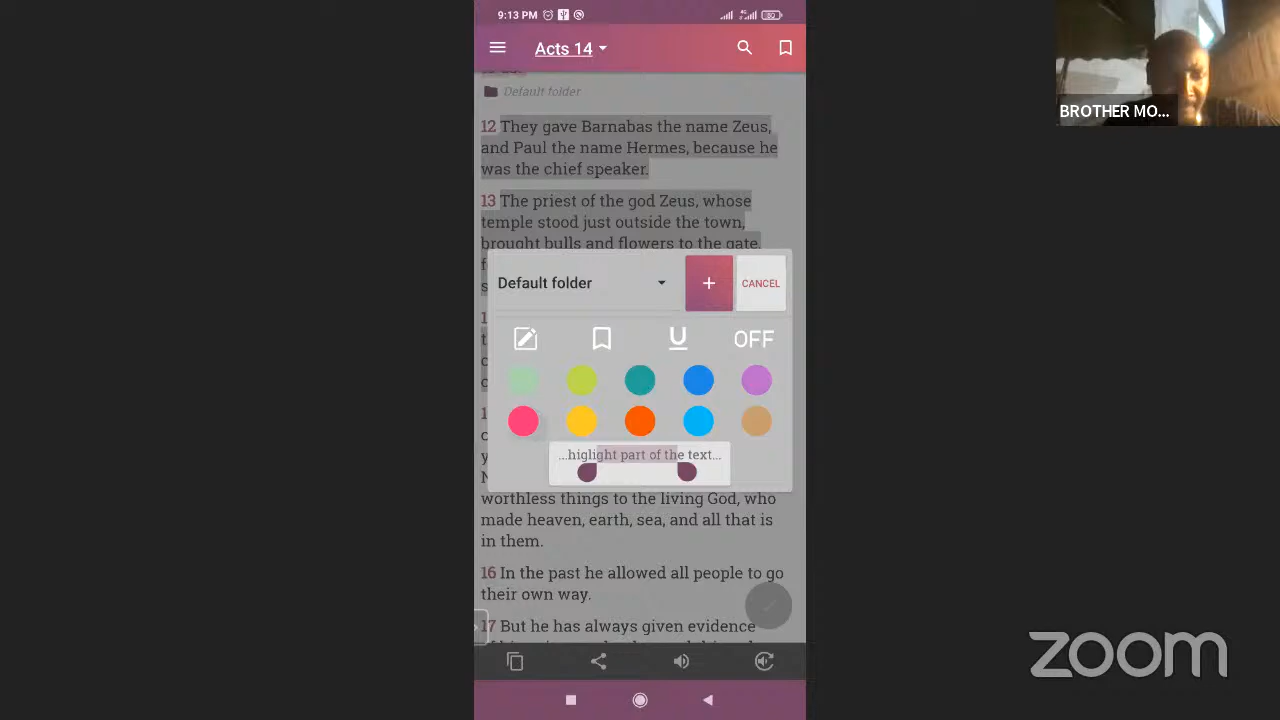 9:13 PM
80
Acts 14
BROTHER MO...
Default folder
12 They gave Barnabas the name Zeus,
and Paul the name Hermes, because he
was the chief speaker.
13 The priest of the god Zeus, whose
temple stood just outside the town,
brought bulls and flowers to the gate,
Default folder
+
CANCEL
U
OFF
...higlight part of the text...
worthless things to the living God, who
made heaven, earth, sea, and all that is
in them.
16 In the past he allowed all people to go
their own way.
17 But he has always given evidence
zoom